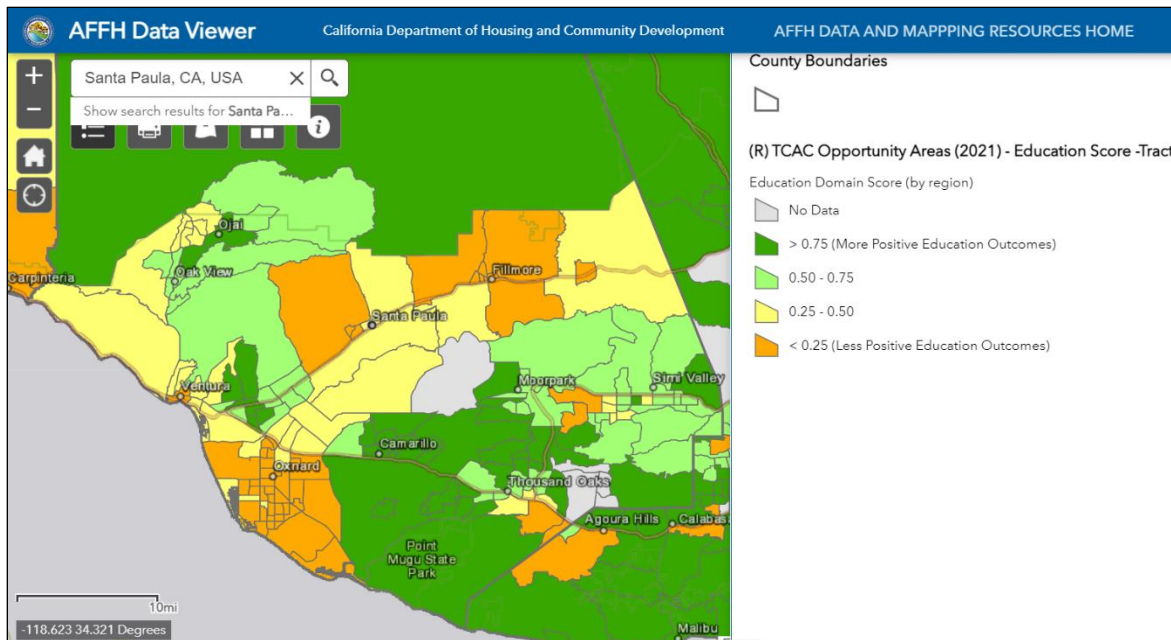 AFFH Data Viewer
California Department of Housing and Community Development
AFFH DATA AND MAPPPING RESOURCES HOME
+
−
Santa Paula, CA, USA
Show search results for Santa Pa...
Ojai
Oak View
Carpinteria
Fillmore
Santa Paula
Ventura
Moorpark
Simi Valley
Camarillo
Oxnard
Thousand Oaks
Agoura Hills
Calabas
Point
Mugu State
Park
Malibu
10mi
-118.623 34.321 Degrees
County Boundaries
(R) TCAC Opportunity Areas (2021) - Education Score -Tract
Education Domain Score (by region)
No Data
> 0.75 (More Positive Education Outcomes)
0.50 - 0.75
0.25 - 0.50
< 0.25 (Less Positive Education Outcomes)